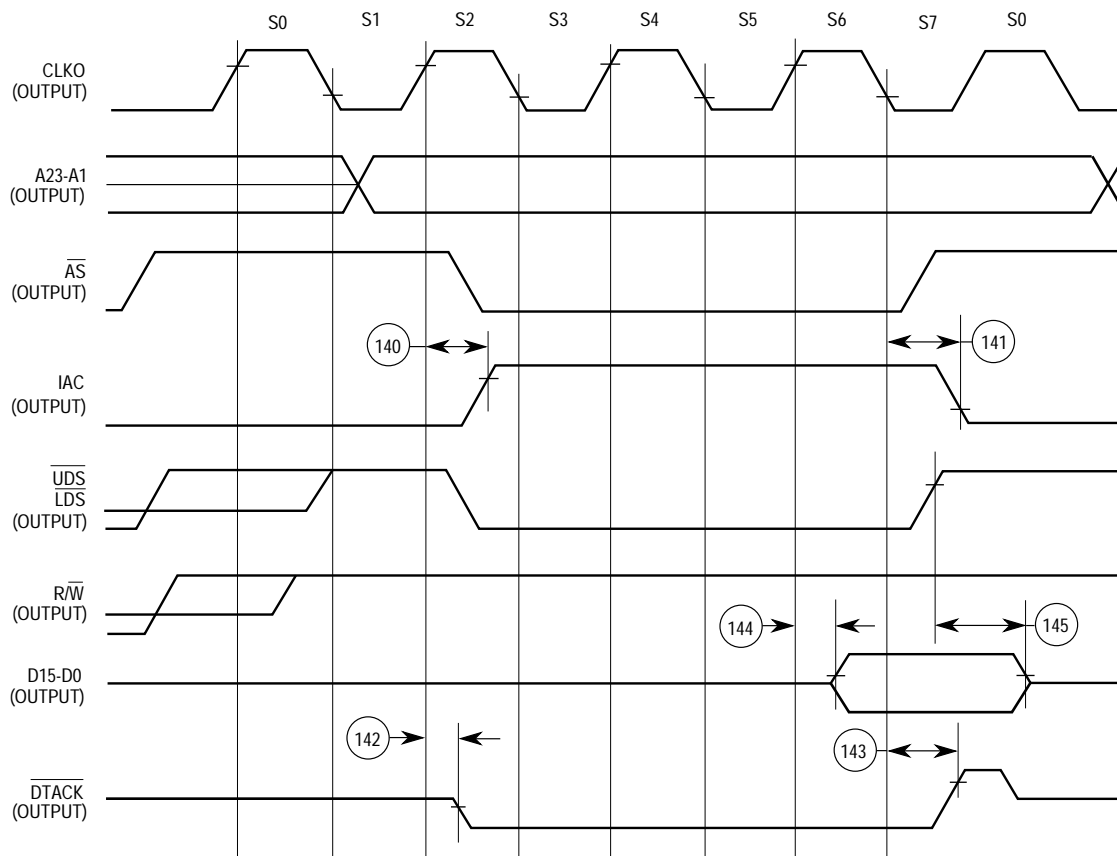 S0 S1 S2 S3 S4 S5 S6 S7 S0
CLKO
(OUTPUT)
A23-A1
(OUTPUT)
AS
(OUTPUT)
140
141
IAC
(OUTPUT)
UDS
LDS
(OUTPUT)
R/W
(OUTPUT)
144
145
D15-D0
(OUTPUT)
142
143
DTACK
(OUTPUT)